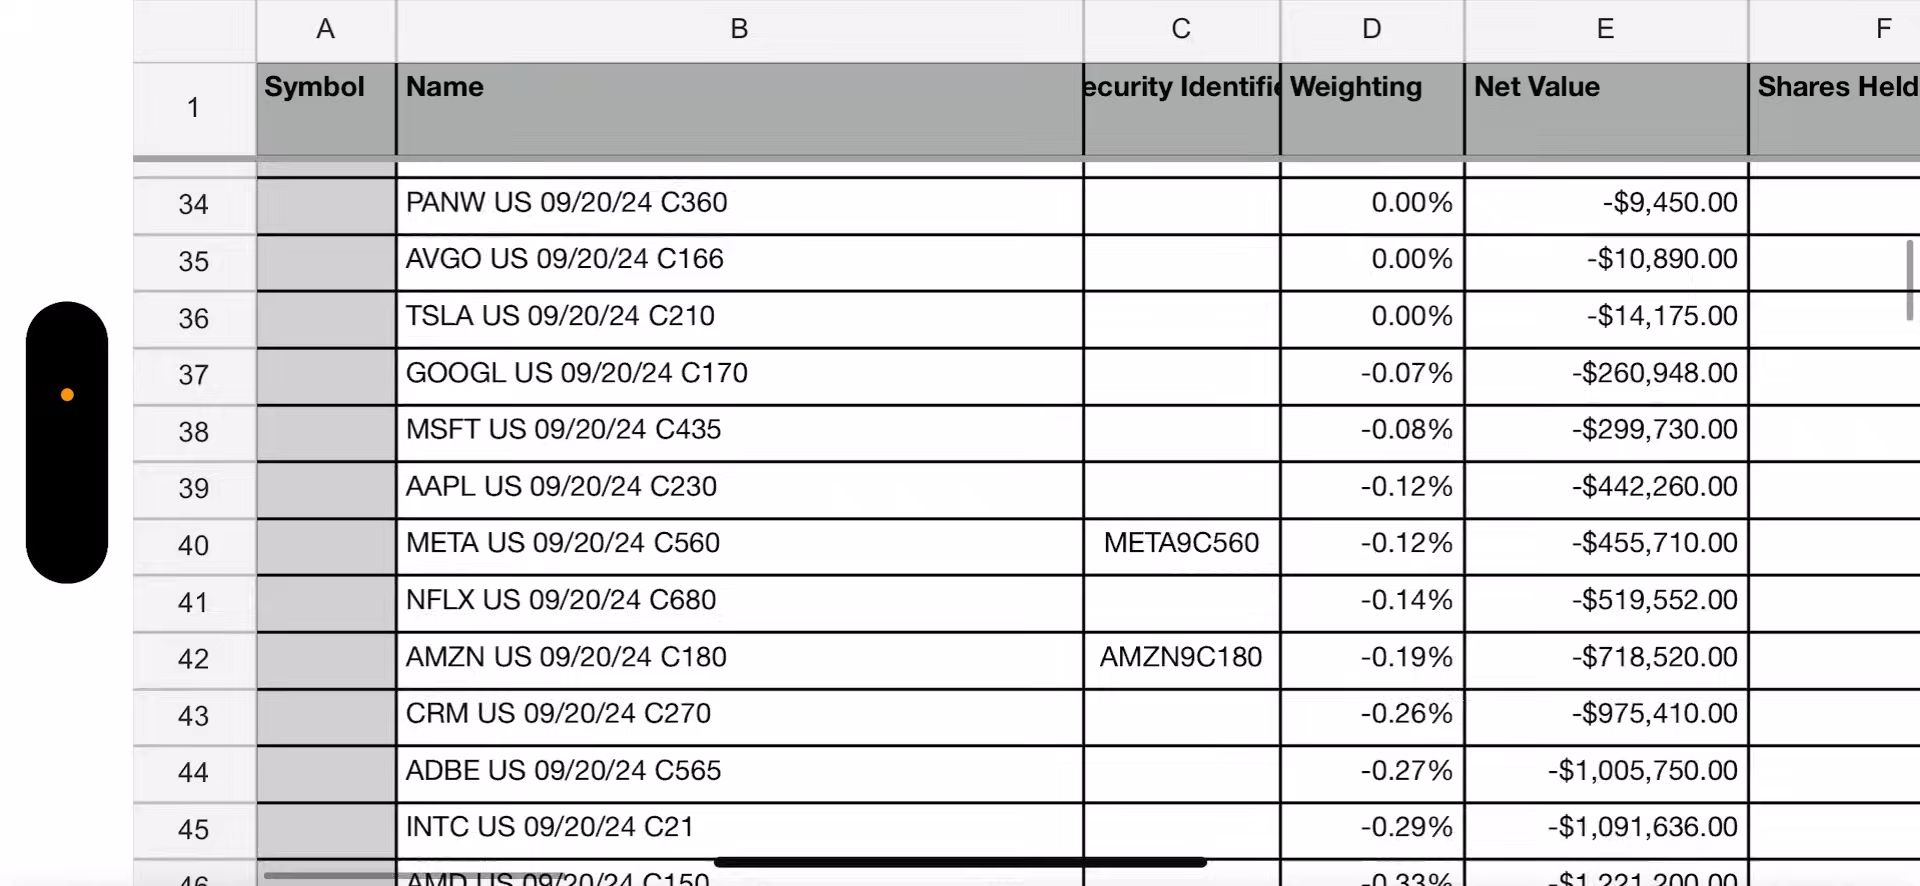 A B C D E F
1 Symbol Name ecurity Identifie Weighting Net Value Shares Held
34 PANW US 09/20/24 C360 0.00% -$9,450.00
35 AVGO US 09/20/24 C166 0.00% -$10,890.00
36 TSLA US 09/20/24 C210 0.00% -$14,175.00
37 GOOGL US 09/20/24 C170 -0.07% -$260,948.00
38 MSFT US 09/20/24 C435 -0.08% -$299,730.00
39 AAPL US 09/20/24 C230 -0.12% -$442,260.00
40 META US 09/20/24 C560 META9C560 -0.12% -$455,710.00
41 NFLX US 09/20/24 C680 -0.14% -$519,552.00
42 AMZN US 09/20/24 C180 AMZN9C180 -0.19% -$718,520.00
43 CRM US 09/20/24 C270 -0.26% -$975,410.00
44 ADBE US 09/20/24 C565 -0.27% -$1,005,750.00
45 INTC US 09/20/24 C21 -0.29% -$1,091,636.00
46 AMD US 09/20/24 C150 -0.33% -$1,221,200.00